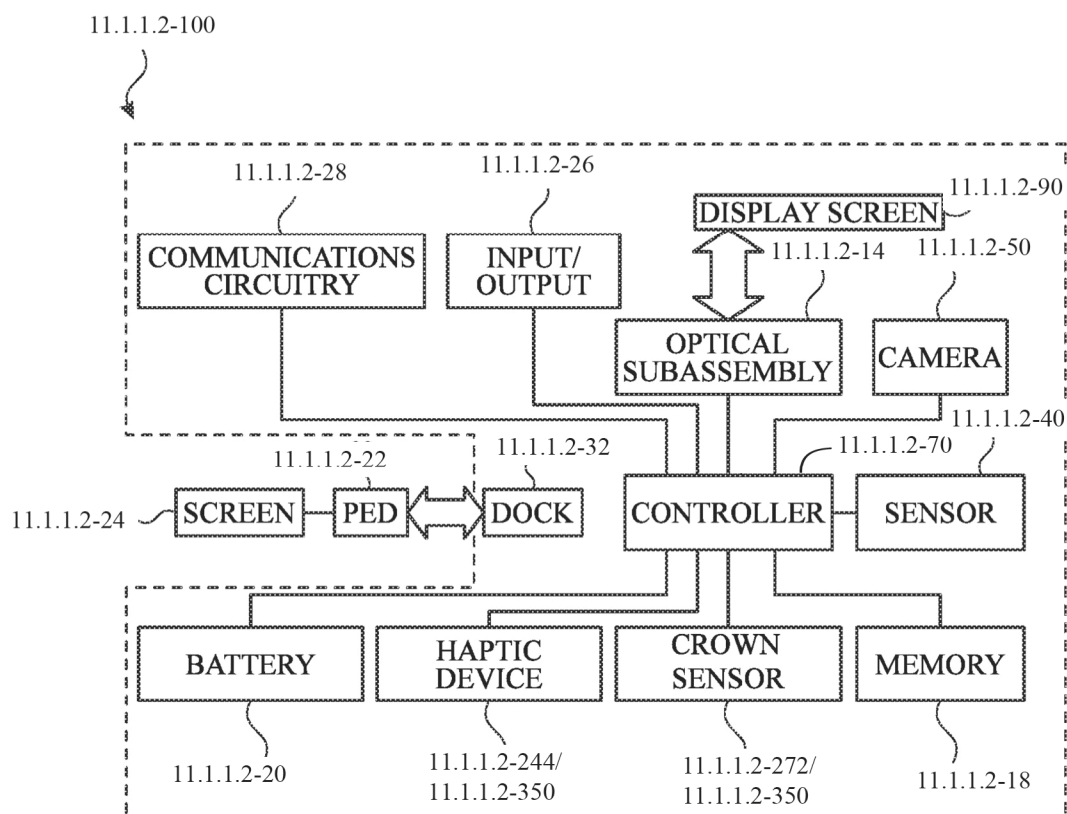 11.1.1.2-100
11.1.1.2-28
11.1.1.2-26
11.1.1.2-90
DISPLAY SCREEN
COMMUNICATIONS
CIRCUITRY
INPUT/
OUTPUT
11.1.1.2-14
11.1.1.2-50
OPTICAL
SUBASSEMBLY
CAMERA
11.1.1.2-22
11.1.1.2-32
11.1.1.2-70
11.1.1.2-40
11.1.1.2-24
SCREEN
PED
DOCK
CONTROLLER
SENSOR
BATTERY
HAPTIC
DEVICE
CROWN
SENSOR
MEMORY
11.1.1.2-20
11.1.1.2-244/
11.1.1.2-350
11.1.1.2-272/
11.1.1.2-350
11.1.1.2-18